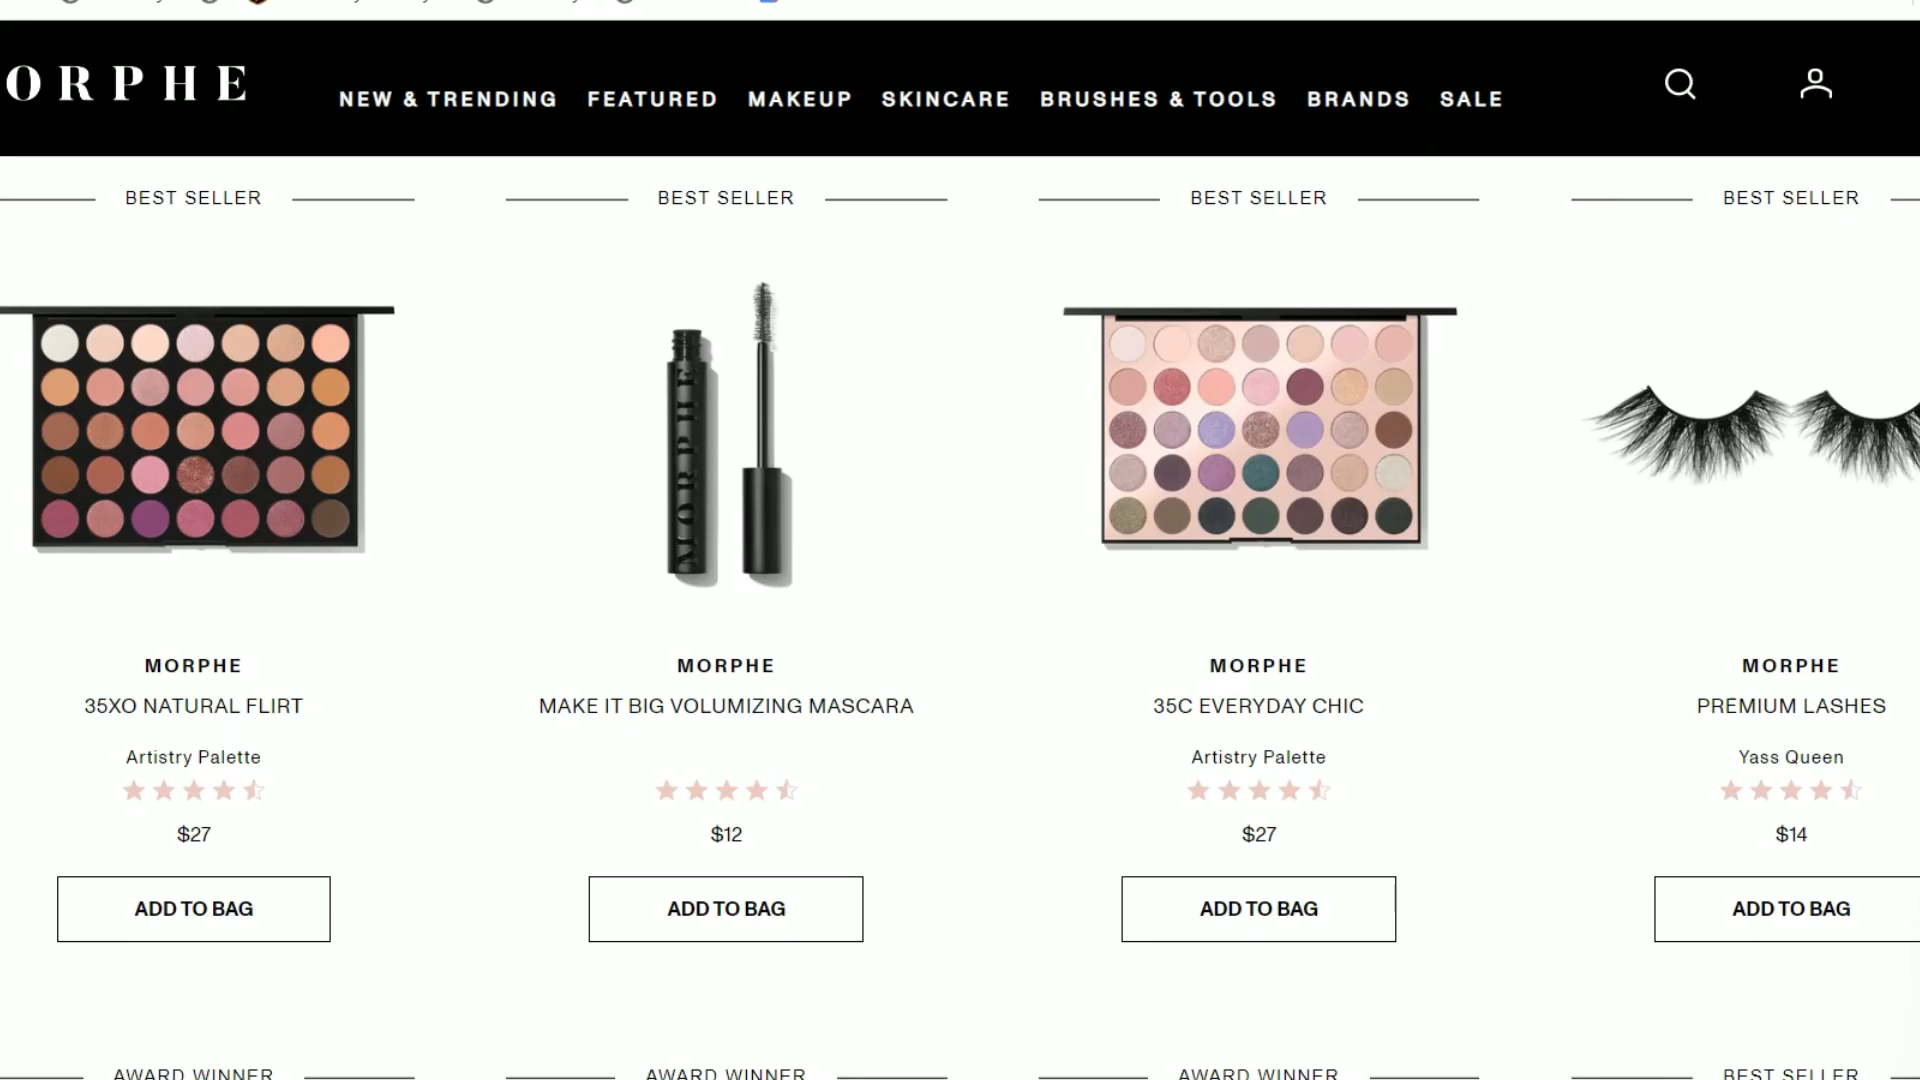 ORPHE
NEW & TRENDING FEATURED MAKEUP SKINCARE BRUSHES & TOOLS BRANDS SALE
BEST SELLER BEST SELLER BEST SELLER BEST SELLER
MORPHE
MORPHE MORPHE MORPHE MORPHE
35XO NATURAL FLIRT MAKE IT BIG VOLUMIZING MASCARA 35C EVERYDAY CHIC PREMIUM LASHES
Artistry Palette Artistry Palette Yass Queen
$27 $12 $27 $14
ADD TO BAG ADD TO BAG ADD TO BAG ADD TO BAG
AWARD WINNER AWARD WINNER AWARD WINNER BEST SELLER